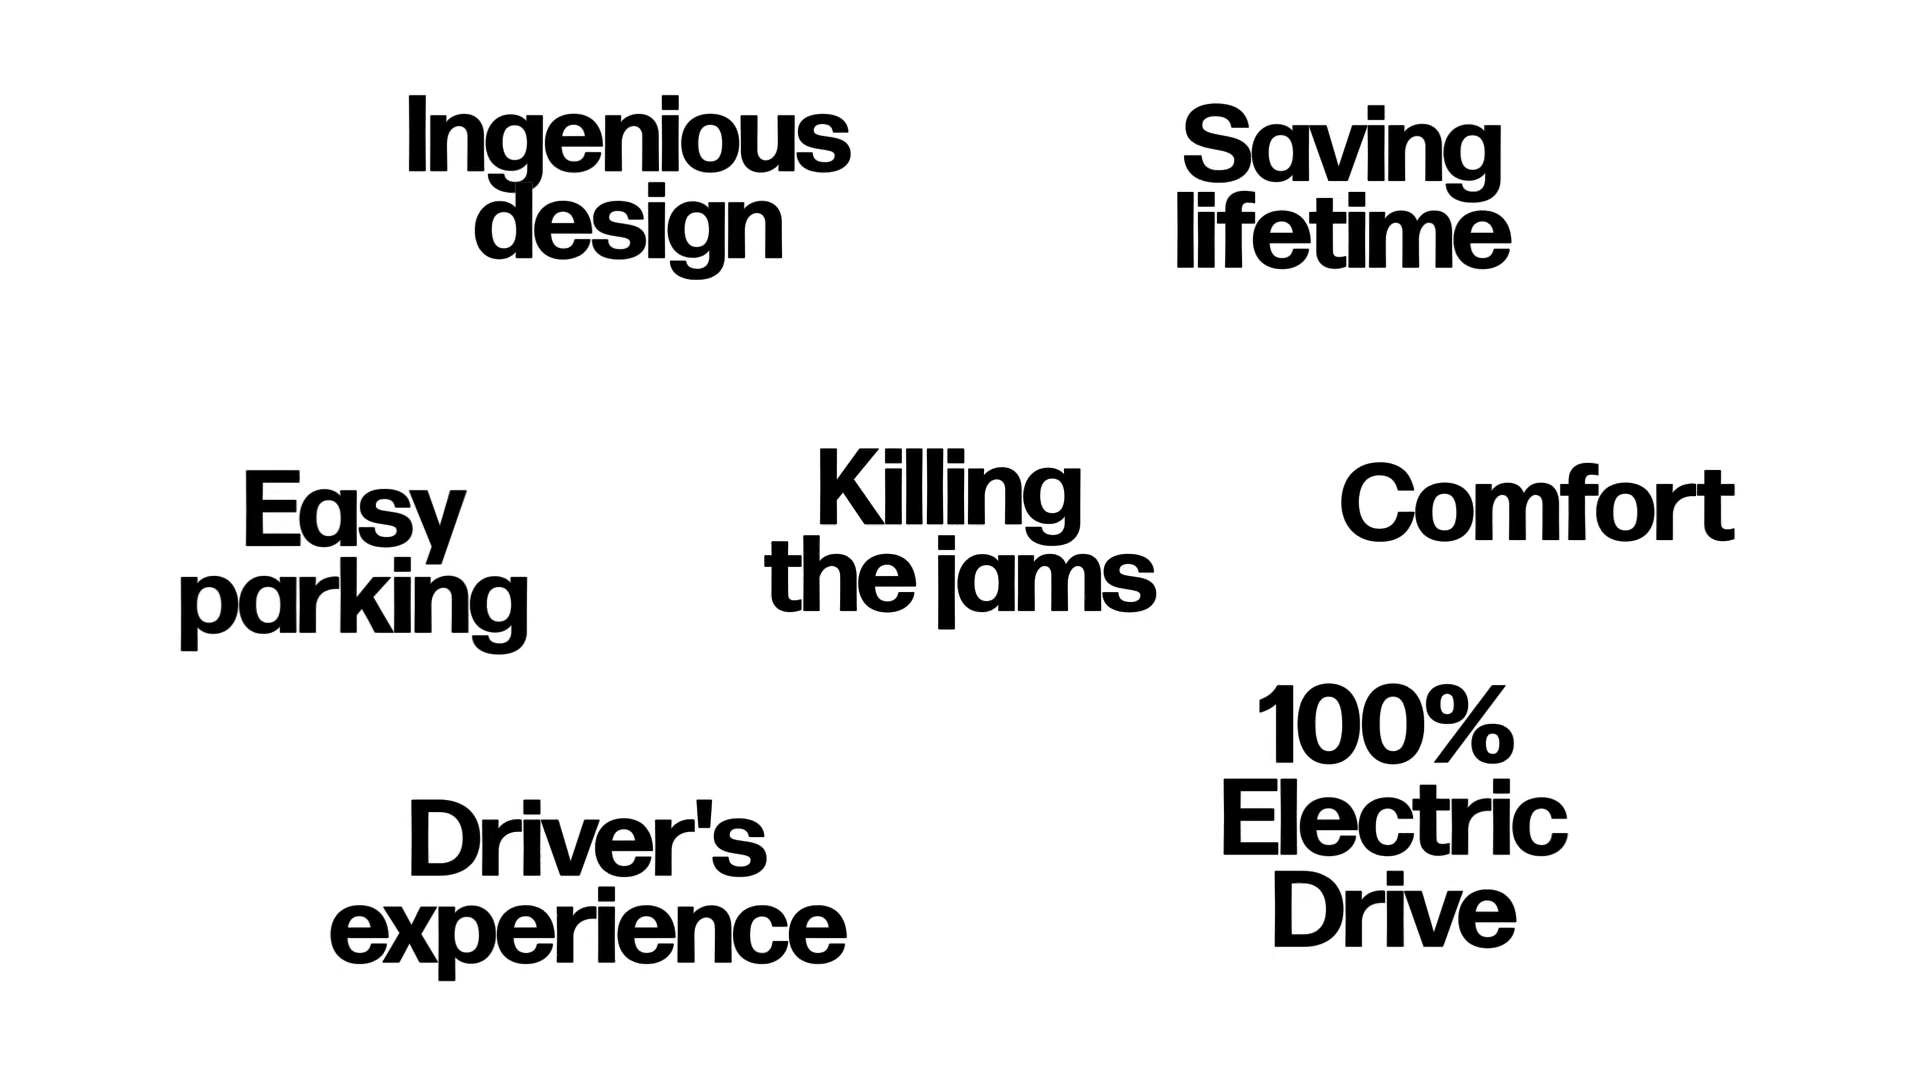 Ingenious
design
Saving
lifetime
Easy
parking
Killing
the jams
Comfort
Driver's
experience
100%
Electric
Drive